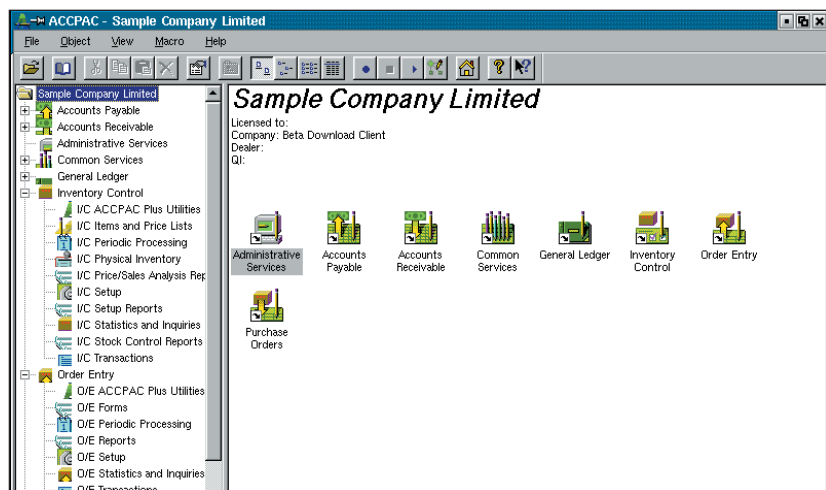 ACCPAC - Sample Company Limited
File Object View Macro Help
Sample Company Limited
Accounts Payable
Accounts Receivable
Administrative Services
Common Services
General Ledger
Inventory Control
I/C ACCPAC Plus Utilities
I/C Items and Price Lists
I/C Periodic Processing
I/C Physical Inventory
I/C Price/Sales Analysis Rep
I/C Setup
I/C Setup Reports
I/C Statistics and Inquiries
I/C Stock Control Reports
I/C Transactions
Order Entry
O/E ACCPAC Plus Utilities
O/E Forms
O/E Periodic Processing
O/E Reports
O/E Setup
O/E Statistics and Inquiries
O/E Transactions
Sample Company Limited
Licensed to:
Company: Beta Download Client
Dealer:
QI:
Administrative
Services
Accounts
Payable
Accounts
Receivable
Common
Services
General Ledger
Inventory
Control
Order Entry
Purchase
Orders